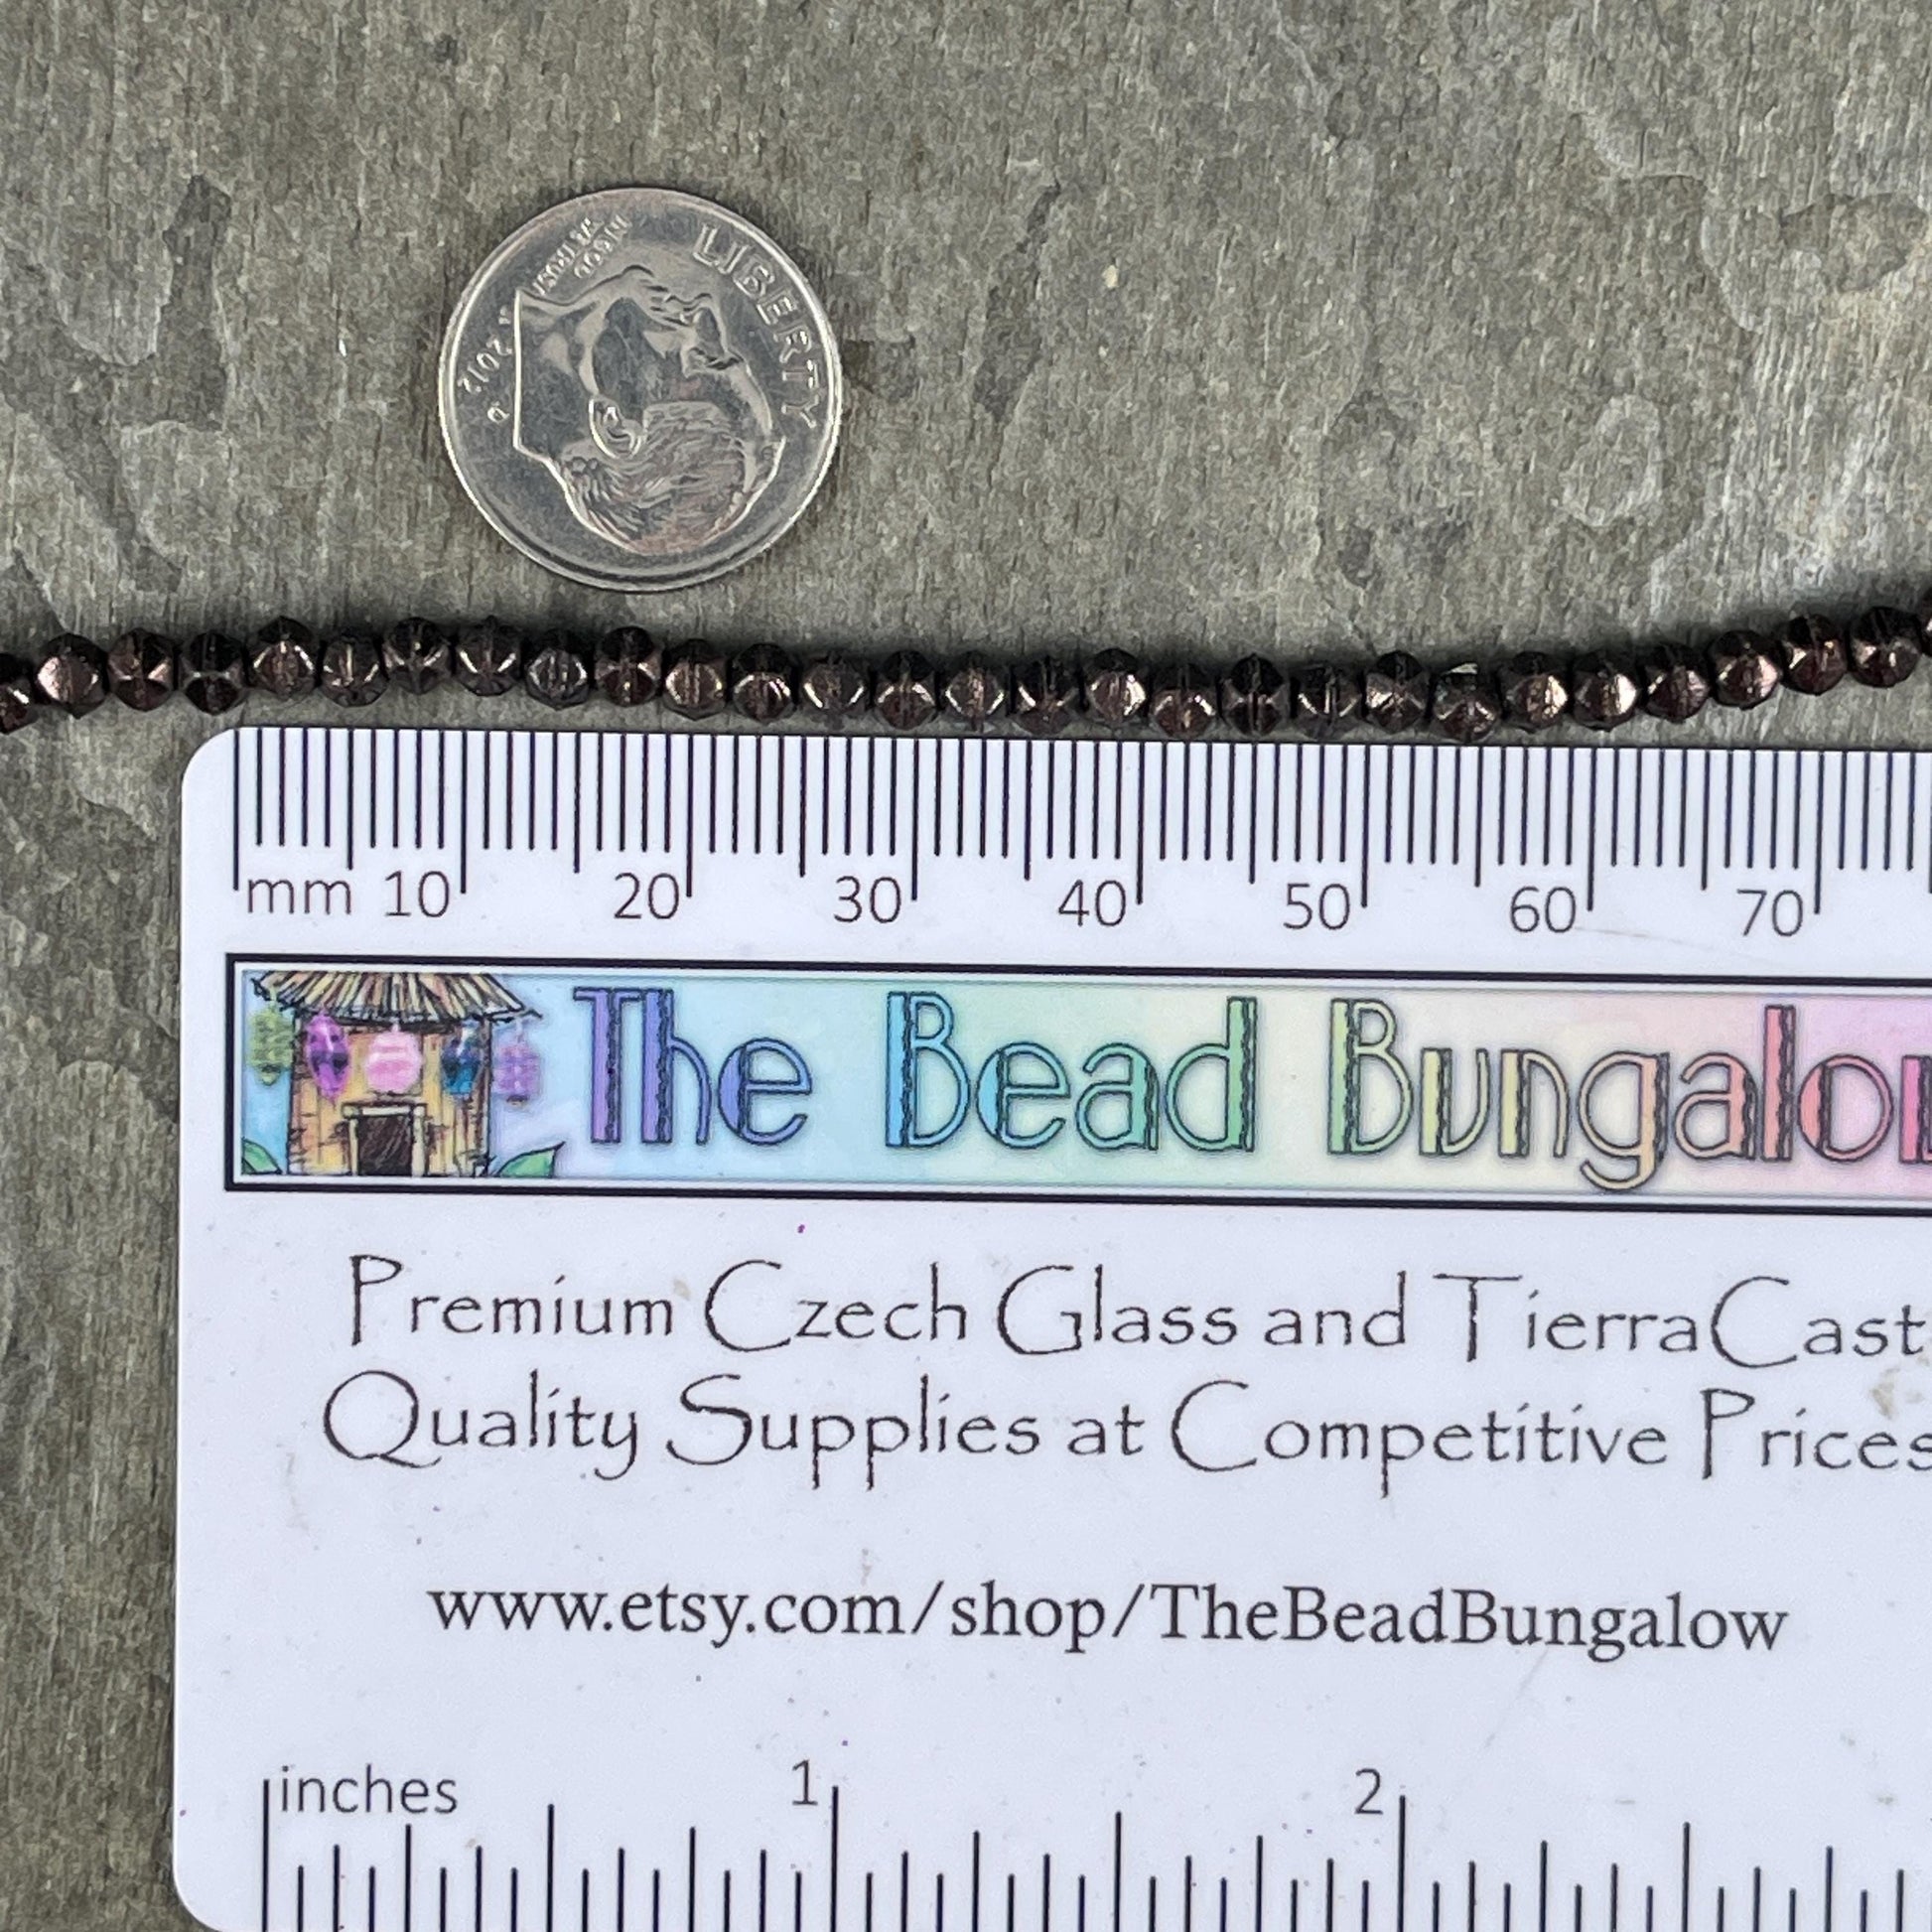 LIBERTY
IN GOD
WE TRUST
2012
P
mm 10 20 30 40 50 60 70
The Bead Bungalo
Premium Czech Glass and TierraCast
Quality Supplies at Competitive Prices
www.etsy.com/shop/TheBeadBungalow
inches 1 2